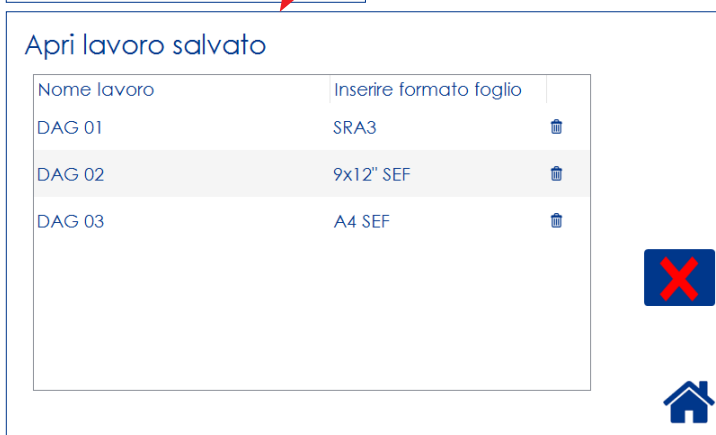 Apri lavoro salvato
Nome lavoro Inserire formato foglio
DAG 01 SRA3
DAG 02 9x12" SEF
DAG 03 A4 SEF